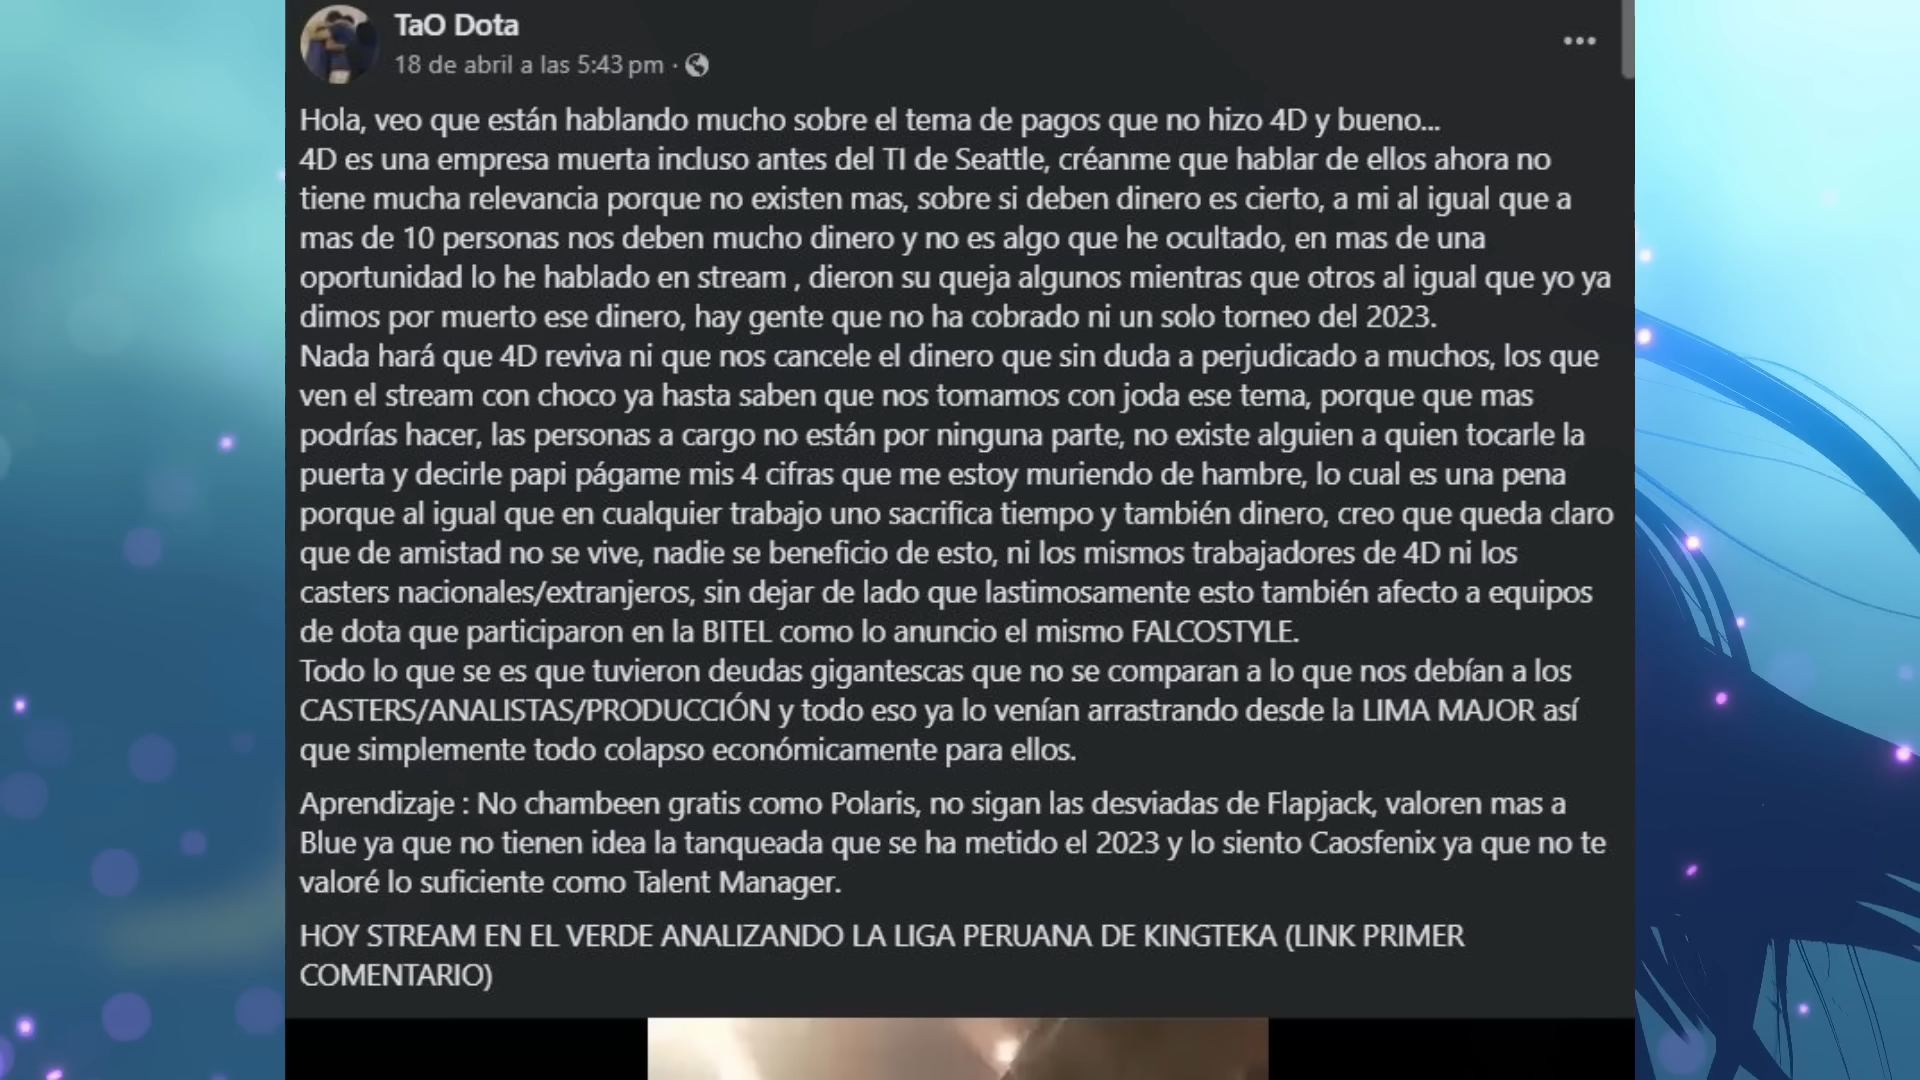 TaO Dota
18 de abril a las 5:43 pm ·
Hola, veo que están hablando mucho sobre el tema de pagos que no hizo 4D y bueno...
4D es una empresa muerta incluso antes del TI de Seattle, créanme que hablar de ellos ahora no
tiene mucha relevancia porque no existen mas, sobre si deben dinero es cierto, a mi al igual que a
mas de 10 personas nos deben mucho dinero y no es algo que he ocultado, en mas de una
oportunidad lo he hablado en stream , dieron su queja algunos mientras que otros al igual que yo ya
dimos por muerto ese dinero, hay gente que no ha cobrado ni un solo torneo del 2023.
Nada hará que 4D reviva ni que nos cancele el dinero que sin duda a perjudicado a muchos, los que
ven el stream con choco ya hasta saben que nos tomamos con joda ese tema, porque que mas
podrías hacer, las personas a cargo no están por ninguna parte, no existe alguien a quien tocarle la
puerta y decirle papi págame mis 4 cifras que me estoy muriendo de hambre, lo cual es una pena
porque al igual que en cualquier trabajo uno sacrifica tiempo y también dinero, creo que queda claro
que de amistad no se vive, nadie se beneficio de esto, ni los mismos trabajadores de 4D ni los
casters nacionales/extranjeros, sin dejar de lado que lastimosamente esto también afecto a equipos
de dota que participaron en la BITEL como lo anuncio el mismo FALCOSTYLE.
Todo lo que se es que tuvieron deudas gigantescas que no se comparan a lo que nos debían a los
CASTERS/ANALISTAS/PRODUCCIÓN y todo eso ya lo venían arrastrando desde la LIMA MAJOR así
que simplemente todo colapso económicamente para ellos.
Aprendizaje : No chambeen gratis como Polaris, no sigan las desviadas de Flapjack, valoren mas a
Blue ya que no tienen idea la tanqueada que se ha metido el 2023 y lo siento Caosfenix ya que no te
valoré lo suficiente como Talent Manager.
HOY STREAM EN EL VERDE ANALIZANDO LA LIGA PERUANA DE KINGTEKA (LINK PRIMER
COMENTARIO)